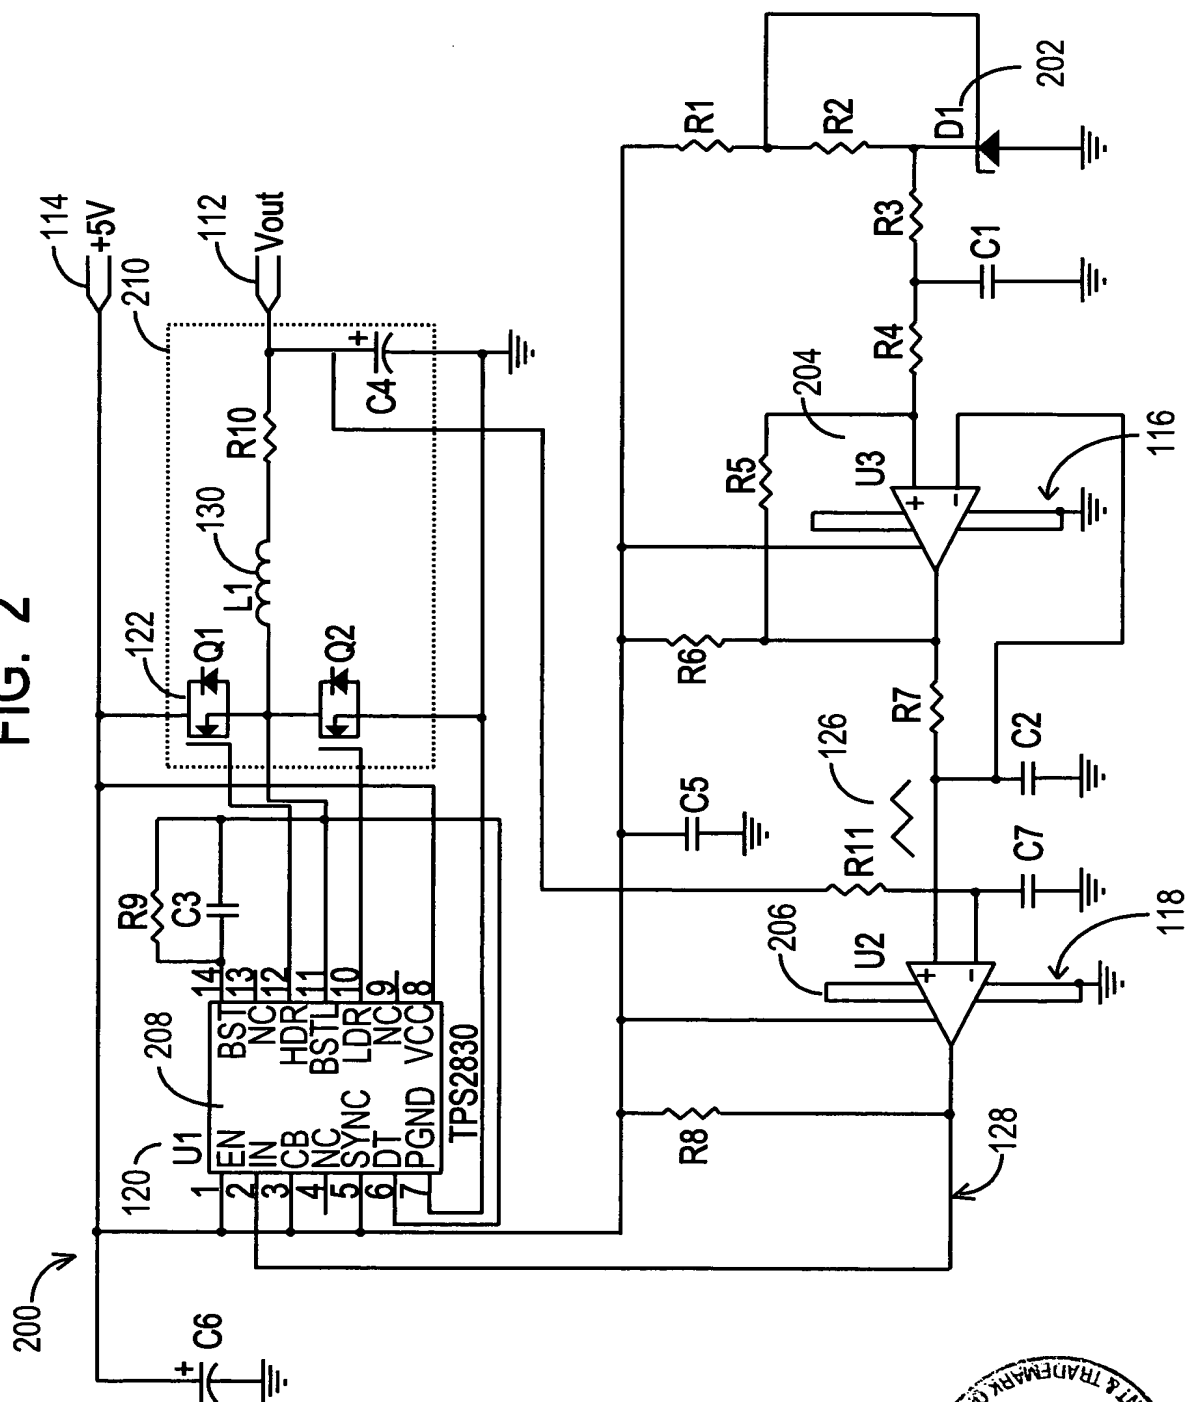 FIG. 2
200
C6
+
114
+5V
112
Vout
210
122
Q1
Q2
L1
130
R10
+
C4
R9
C3
208
120
U1
TPS2830
1
2
3
4
5
6
7
EN
IN
CB
NC
SYNC
DT
PGND
14
13
12
11
10
9
8
BST
NC
HDR
BSTL
LDR
NC
VCC
R1
R2
D1
202
R3
C1
R4
204
R5
U3
+
-
116
R6
R7
C5
126
C2
R11
C7
206
U2
+
-
118
R8
128
& TRADEMARK